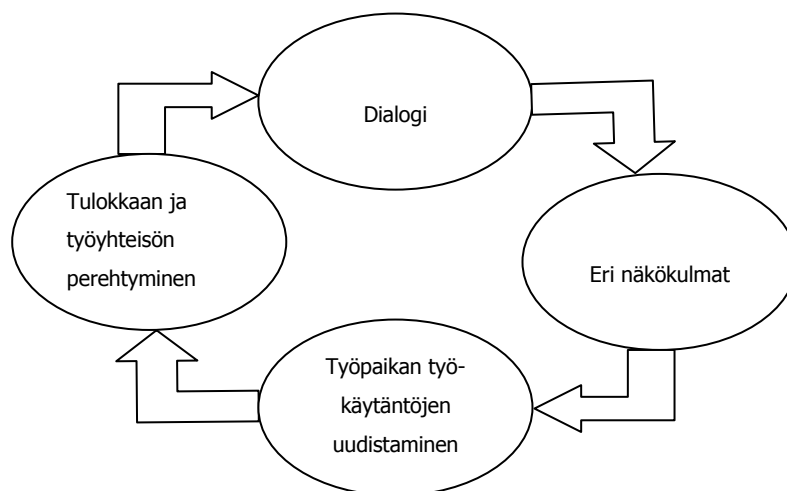 Dialogi
Tulokkaan ja
työyhteisön
perehtyminen
Eri näkökulmat
Työpaikan työ-
käytäntöjen
uudistaminen